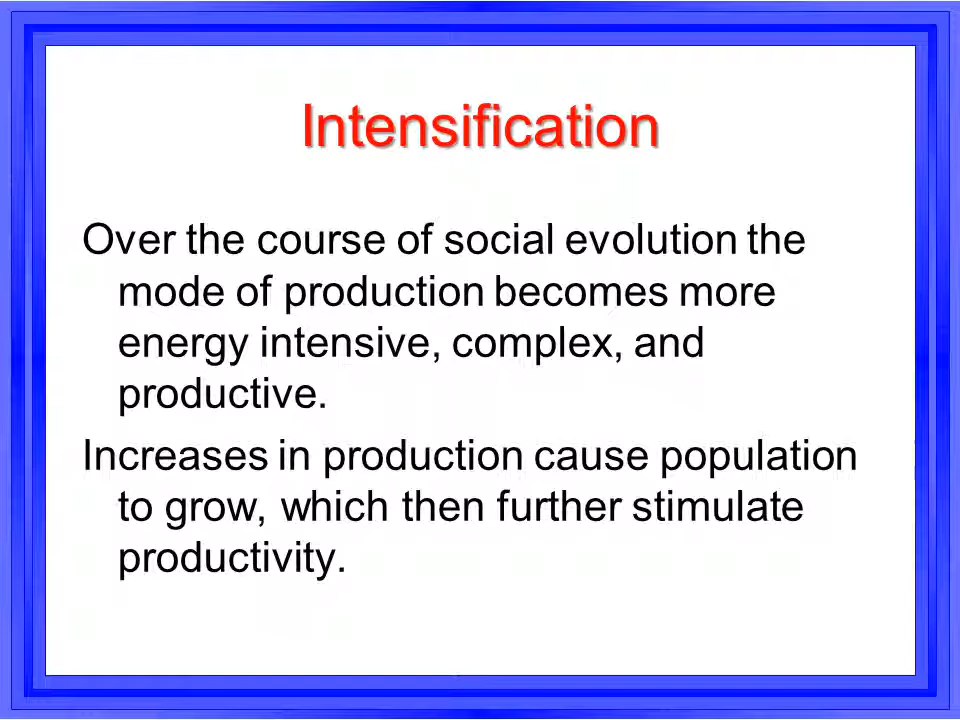 Intensification
Over the course of social evolution the
mode of production becomes more
energy intensive, complex, and
productive.
Increases in production cause population
to grow, which then further stimulate
productivity.